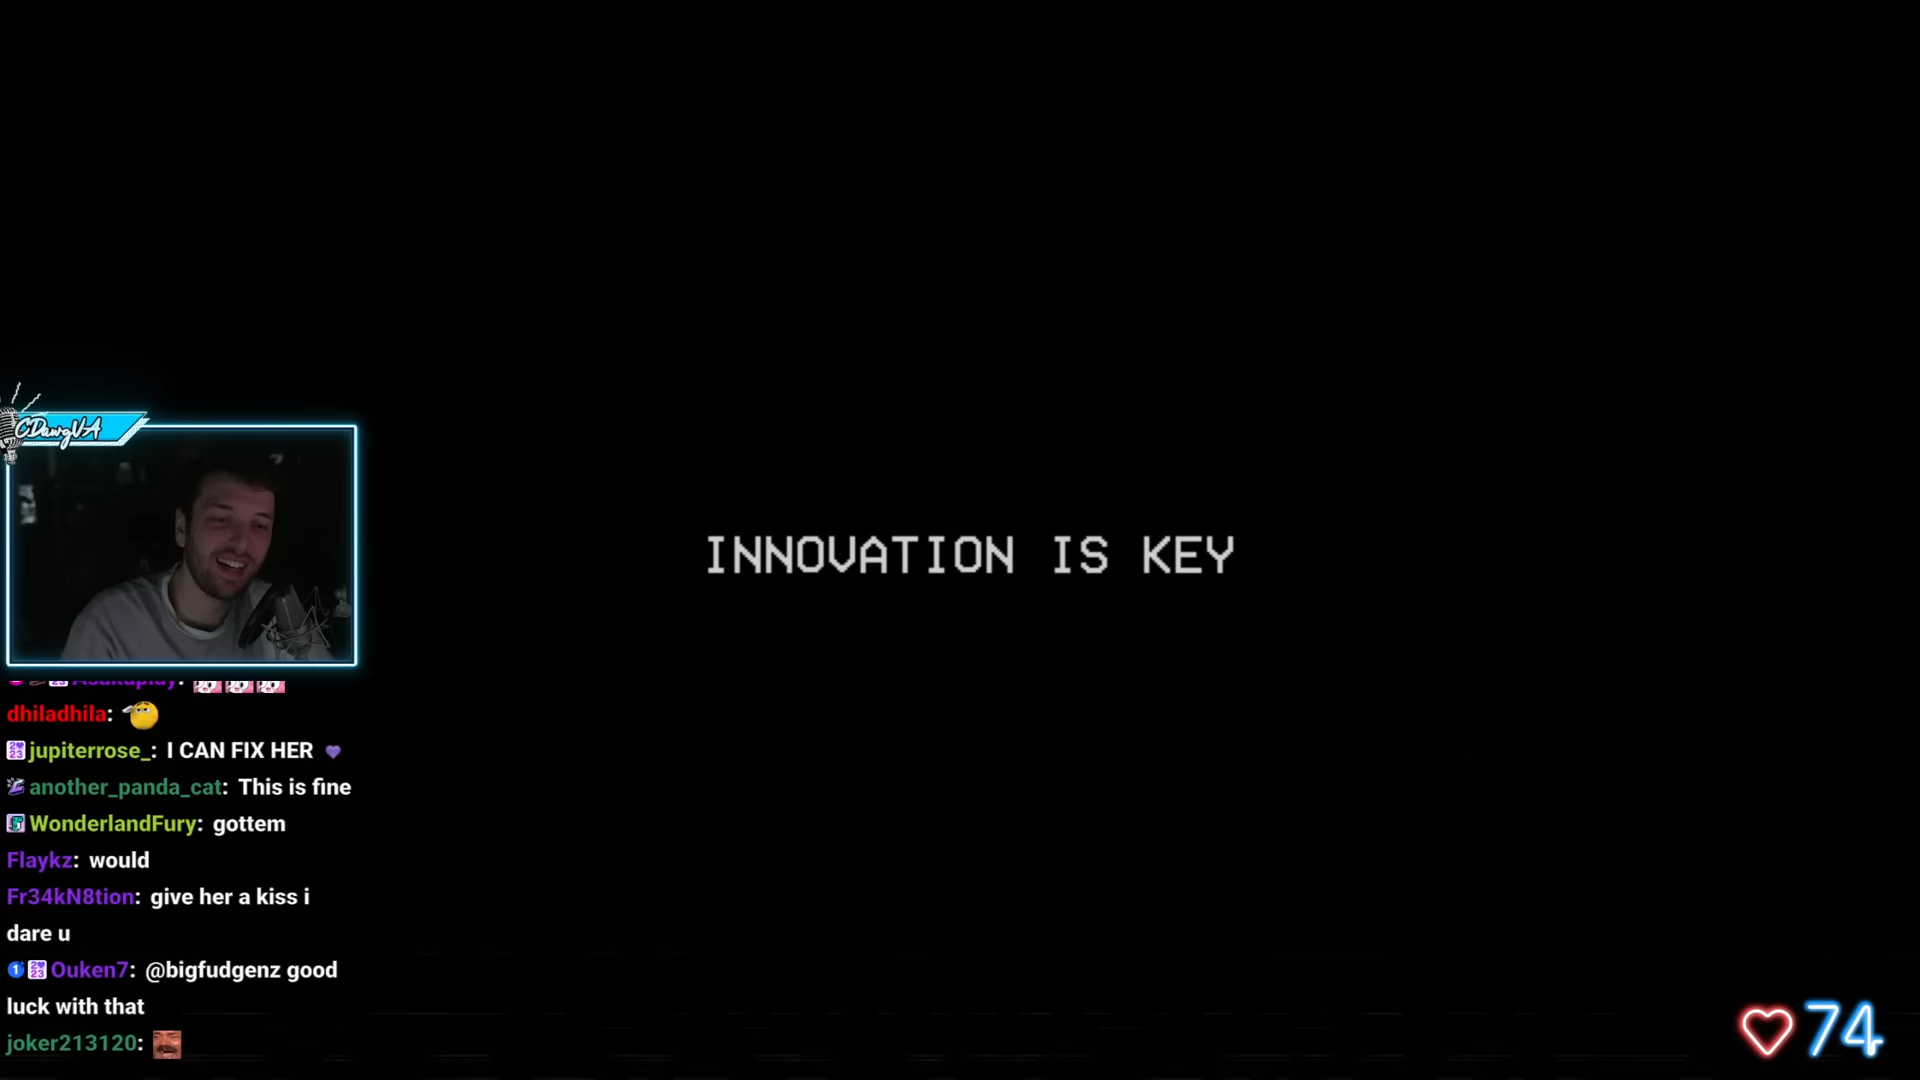 CDawgVA
INNOVATION IS KEY
dhiladhila:
jupiterrose_: I CAN FIX HER
another_panda_cat: This is fine
WonderlandFury: gottem
Flaykz: would
Fr34kN8tion: give her a kiss i
dare u
Ouken7: @bigfudgenz good
luck with that
joker213120:
74